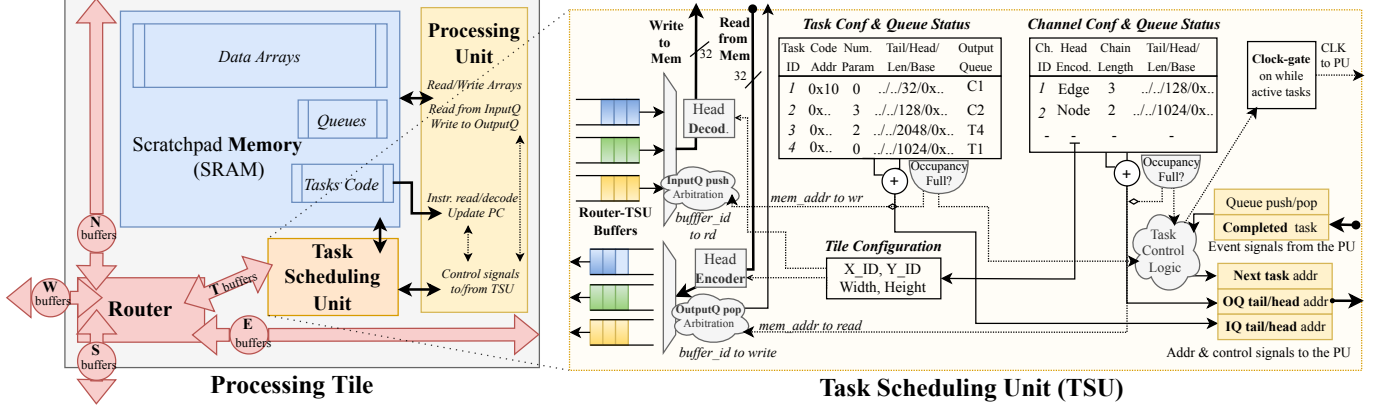 Data Arrays
Queues
Scratchpad Memory
(SRAM)
Tasks Code
Processing
Unit
Read/Write Arrays
Read from InputQ
Write to OutputQ
Instr. read/decode
Update PC
Control signals
to/from TSU
Task
Scheduling
Unit
N
buffers
W
buffers
T buffers
Router
E
buffers
S
buffers
Processing Tile
Write
to
Mem
32
Read
from
Mem
32
Head
Decod.
InputQ push
Arbitration
bufffer_id
to rd
Router-TSU
Buffers
Head
Encoder
OutputQ pop
Arbitration
buffer_id to write
Task Conf & Queue Status
Task Code Num. Tail/Head/ Output
ID Addr Param Len/Base Queue
1 0x10 0 ../../32/0x.. C1
2 0x.. 3 ../../128/0x.. C2
3 0x.. 2 ../../2048/0x.. T4
4 0x.. 0 ../../1024/0x.. T1
+
Occupancy
Full?
mem_addr to wr
Tile Configuration
X_ID, Y_ID
Width, Height
mem_addr to read
Channel Conf & Queue Status
Ch. Head Chain Tail/Head/
ID Encod. Length Len/Base
1 Edge 3 ../../128/0x..
2 Node 2 ../../1024/0x..
- - - -
+
Occupancy
Full?
Clock-gate
on while
active tasks
CLK
to PU
Task
Control
Logic
Queue push/pop
Completed task
Event signals from the PU
Next task addr
OQ tail/head addr
IQ tail/head addr
Addr & control signals to the PU
Task Scheduling Unit (TSU)